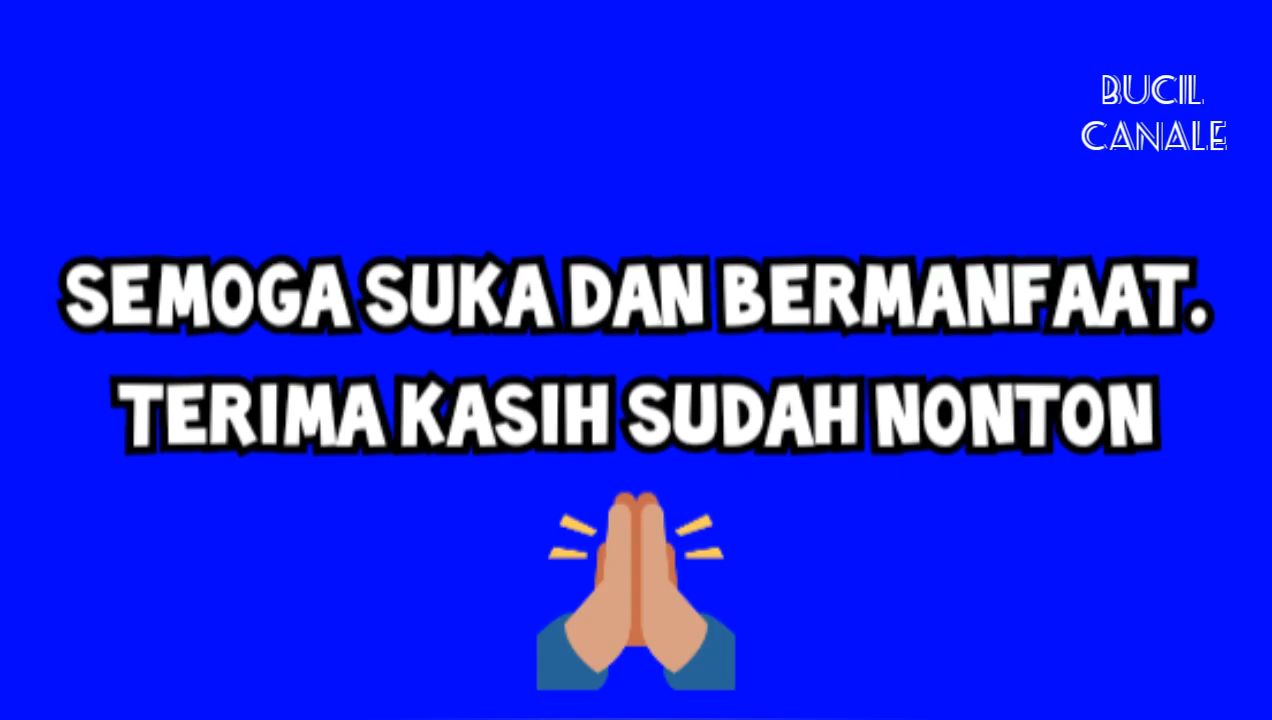 BUCIL
CANALE
SEMOGA SUKA DAN BERMANFAAT.
TERIMA KASIH SUDAH NONTON